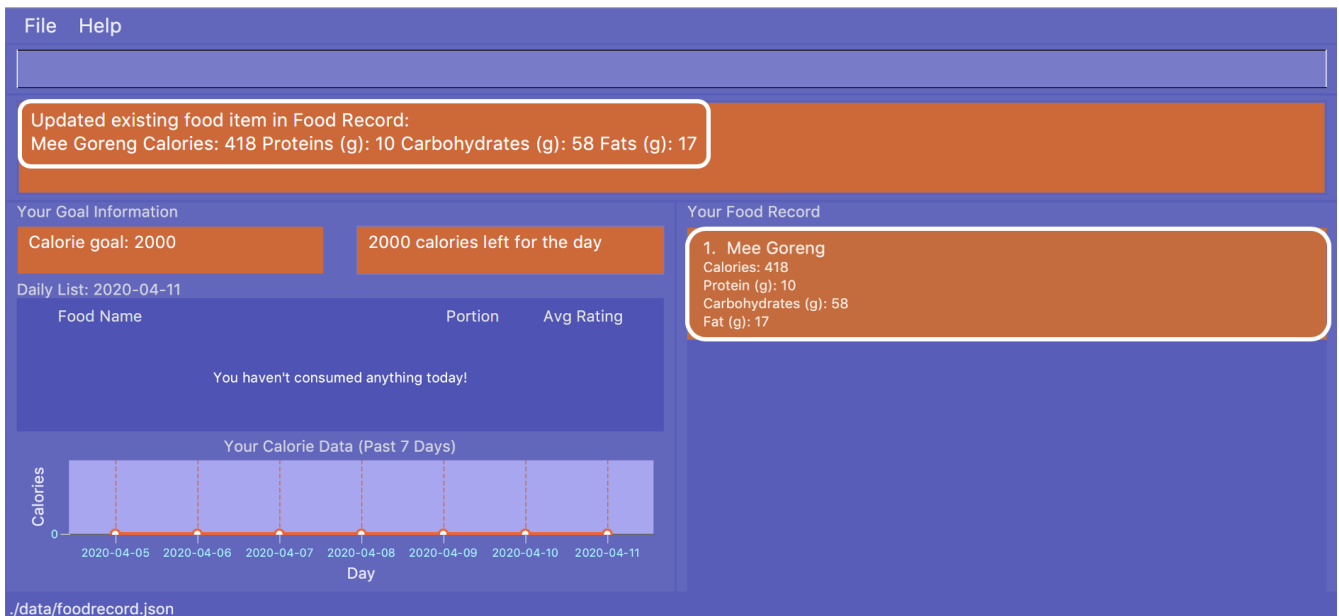 File Help
Updated existing food item in Food Record:
Mee Goreng Calories: 418 Proteins (g): 10 Carbohydrates (g): 58 Fats (g): 17
Your Goal Information
Calorie goal: 2000
2000 calories left for the day
Daily List: 2020-04-11
Food Name Portion Avg Rating
You haven't consumed anything today!
Your Calorie Data (Past 7 Days)
Calories
0
2020-04-05 2020-04-06 2020-04-07 2020-04-08 2020-04-09 2020-04-10 2020-04-11
Day
Your Food Record
1. Mee Goreng
Calories: 418
Protein (g): 10
Carbohydrates (g): 58
Fat (g): 17
./data/foodrecord.json